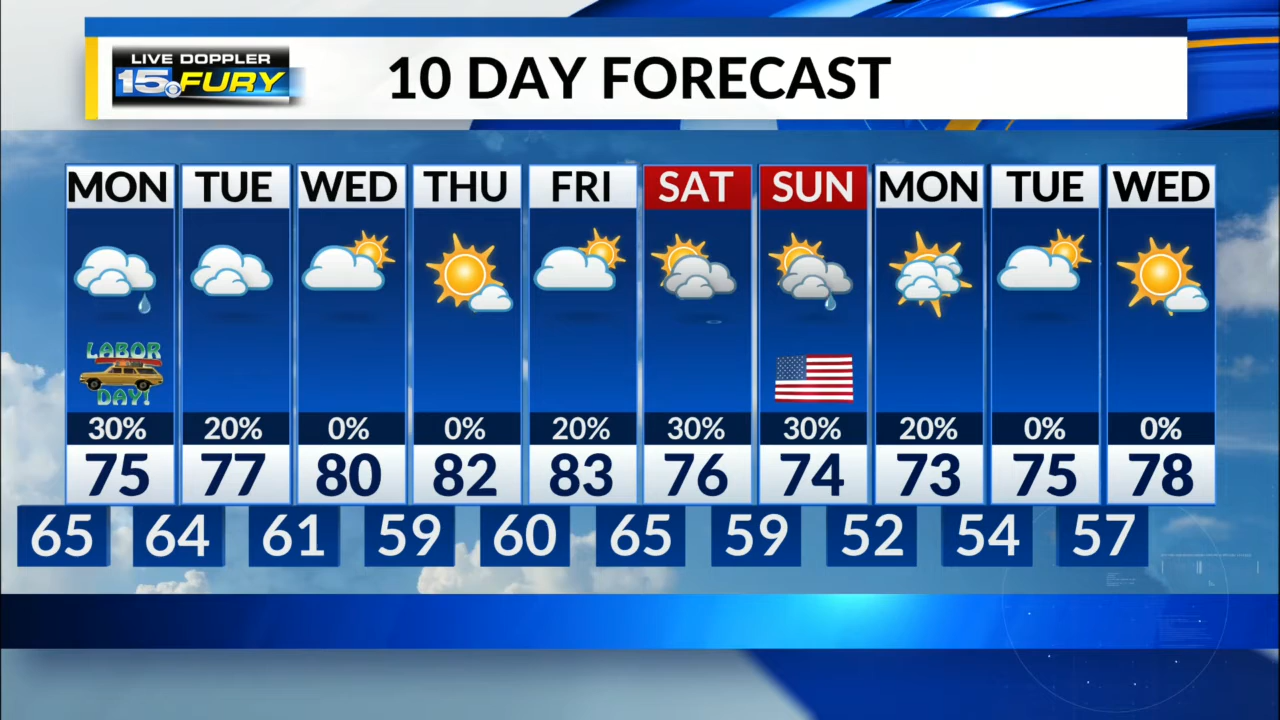 LIVE DOPPLER
15 FURY
10 DAY FORECAST
MON TUE WED THU FRI SAT SUN MON TUE WED
LABOR
DAY!
30% 20% 0% 0% 20% 30% 30% 20% 0% 0%
75 77 80 82 83 76 74 73 75 78
65 64 61 59 60 65 59 52 54 57